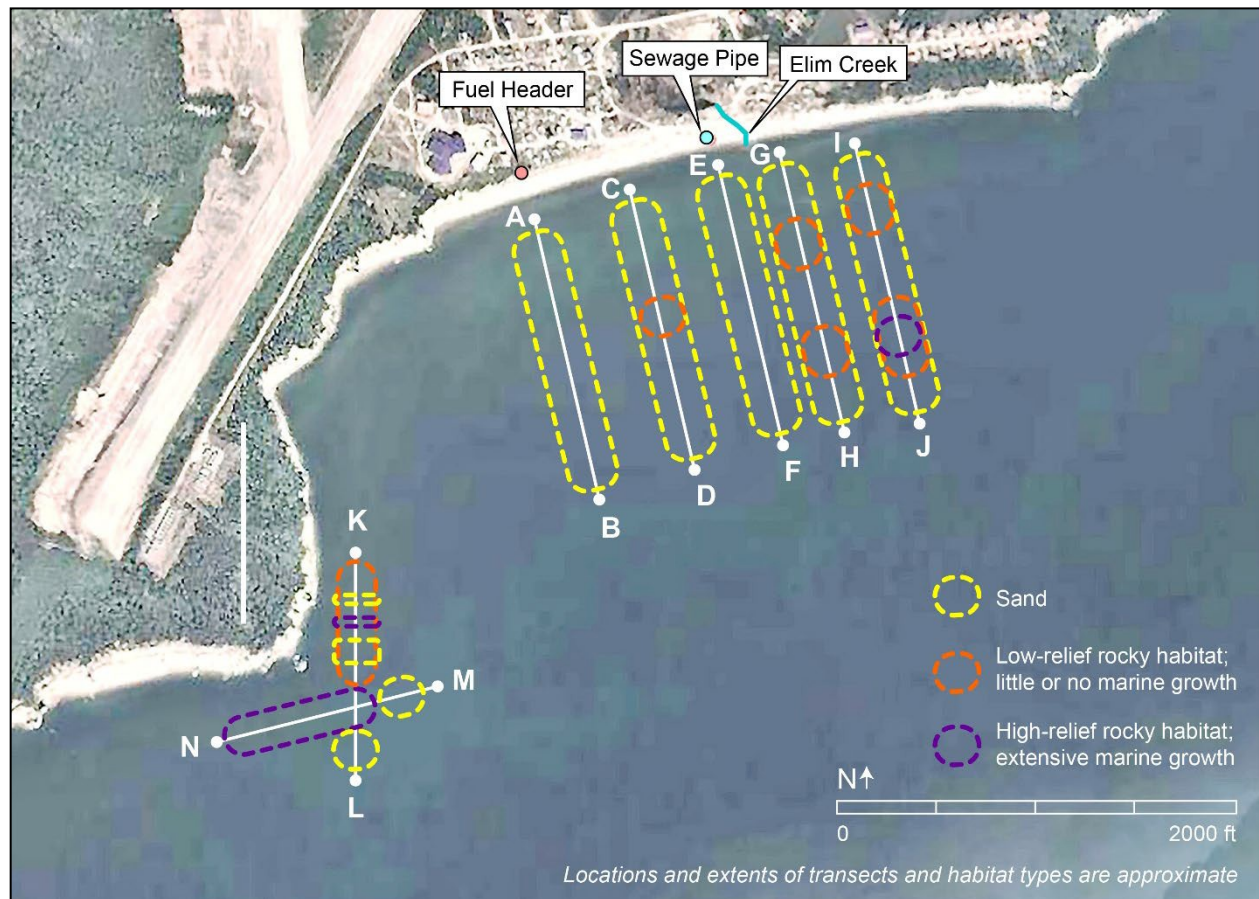 Sewage Pipe
Elim Creek
Fuel Header
A
C
E
G
I
B
D
F
H
J
K
M
N
L
Sand
Low-relief rocky habitat;
little or no marine growth
High-relief rocky habitat;
extensive marine growth
N
0
2000 ft
Locations and extents of transects and habitat types are approximate